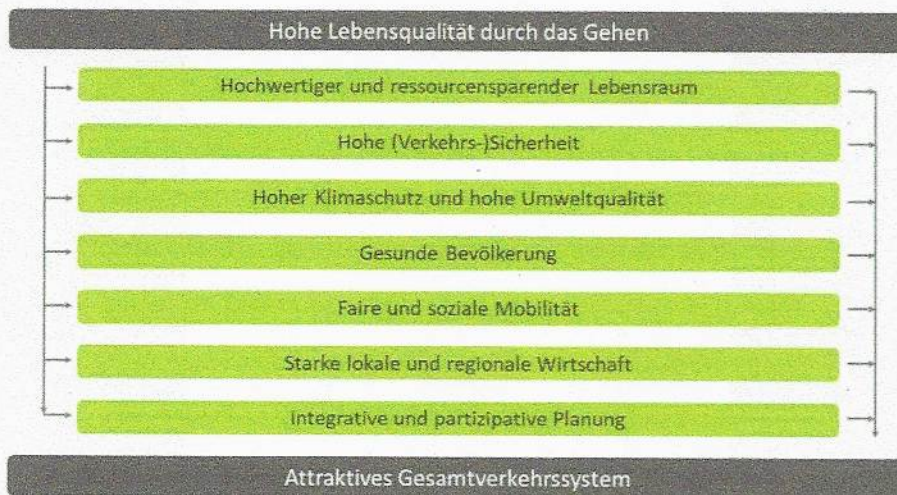 Hohe Lebensqualität durch das Gehen
Hochwertiger und ressourcensparender Lebensraum
Hohe (Verkehrs-)Sicherheit
Hoher Klimaschutz und hohe Umweltqualität
Gesunde Bevölkerung
Faire und soziale Mobilität
Starke lokale und regionale Wirtschaft
Integrative und partizipative Planung
Attraktives Gesamtverkehrssystem